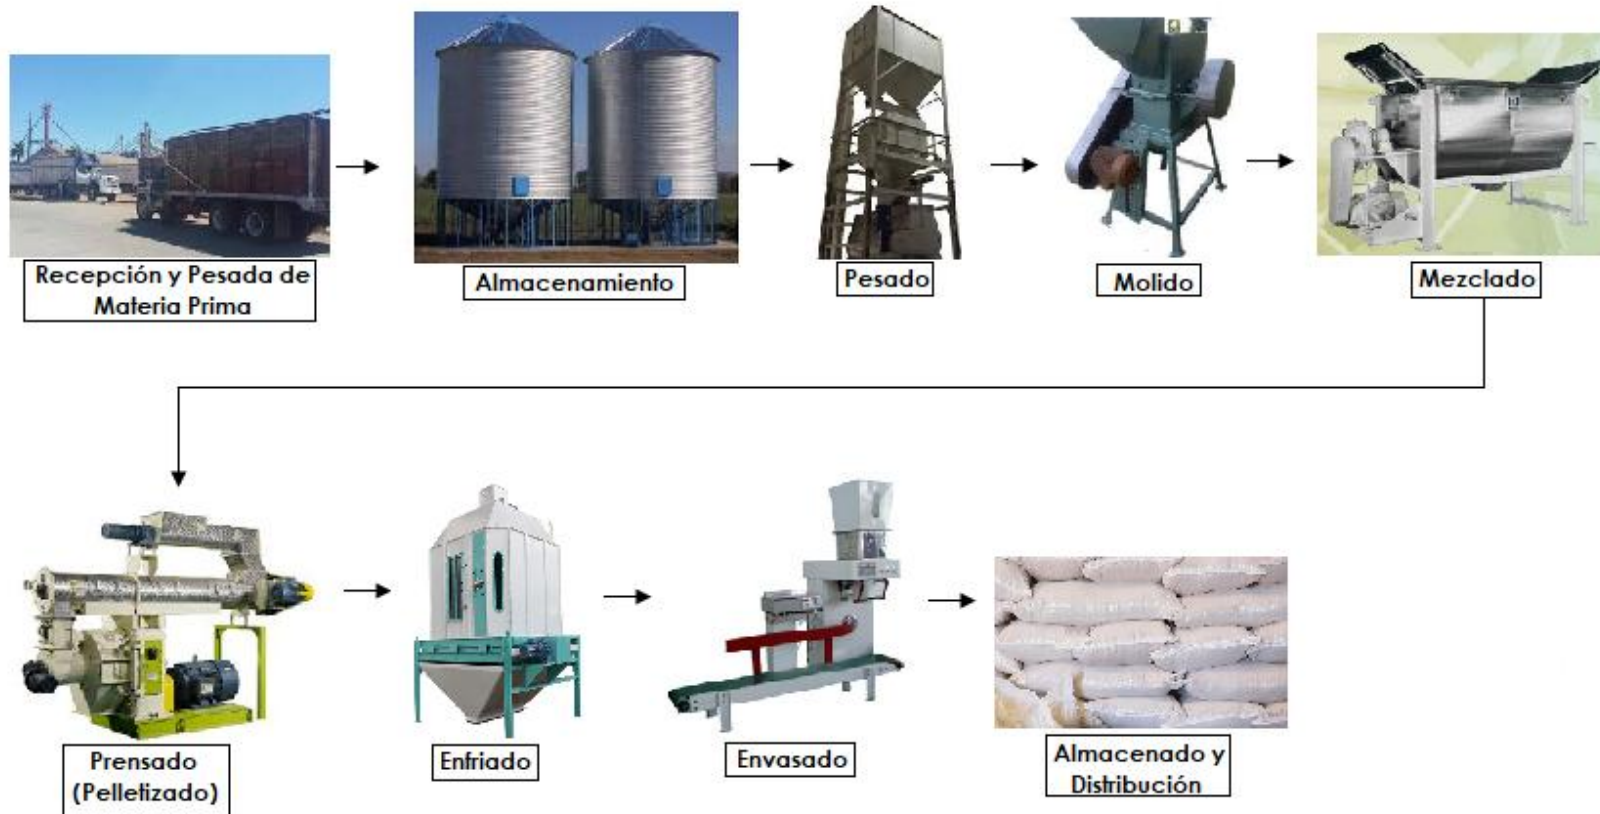 Recepción y Pesada de
Materia Prima
Almacenamiento
Pesado
Molido
Mezclado
Prensado
(Pelletizado)
Enfriado
Envasado
Almacenado y
Distribución